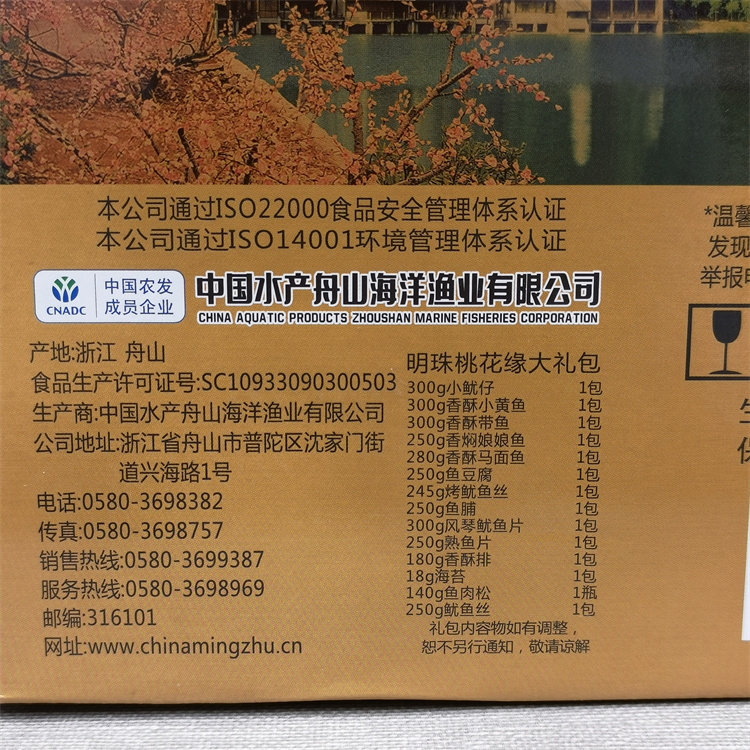 本公司通过ISO22000食品安全管理体系认证
本公司通过ISO14001环境管理体系认证
CNADC
中国农发
成员企业
中国水产舟山海洋渔业有限公司
CHINA AQUATIC PRODUCTS ZHOUSHAN MARINE FISHERIES CORPORATION
产地:浙江 舟山
食品生产许可证号:SC10933090300503
生产商:中国水产舟山海洋渔业有限公司
公司地址:浙江省舟山市普陀区沈家门街
道兴海路1号
电话:0580-3698382
传真:0580-3698757
销售热线:0580-3699387
服务热线:0580-3698969
邮编:316101
网址:www.chinamingzhu.cn
明珠桃花缘大礼包
300g小鱿仔 1包
300g香酥小黄鱼 1包
300g香酥带鱼 1包
250g香焖娘娘鱼 1包
280g香酥马面鱼 1包
250g鱼豆腐 1包
245g烤鱿鱼丝 1包
250g鱼脯 1包
300g风琴鱿鱼片 1包
250g熟鱼片 1包
180g香酥排 1包
18g海苔 1包
140g鱼肉松 1瓶
250g鱿鱼丝 1包
礼包内容物如有调整，
恕不另行通知，敬请谅解
*温馨
发现
举报电